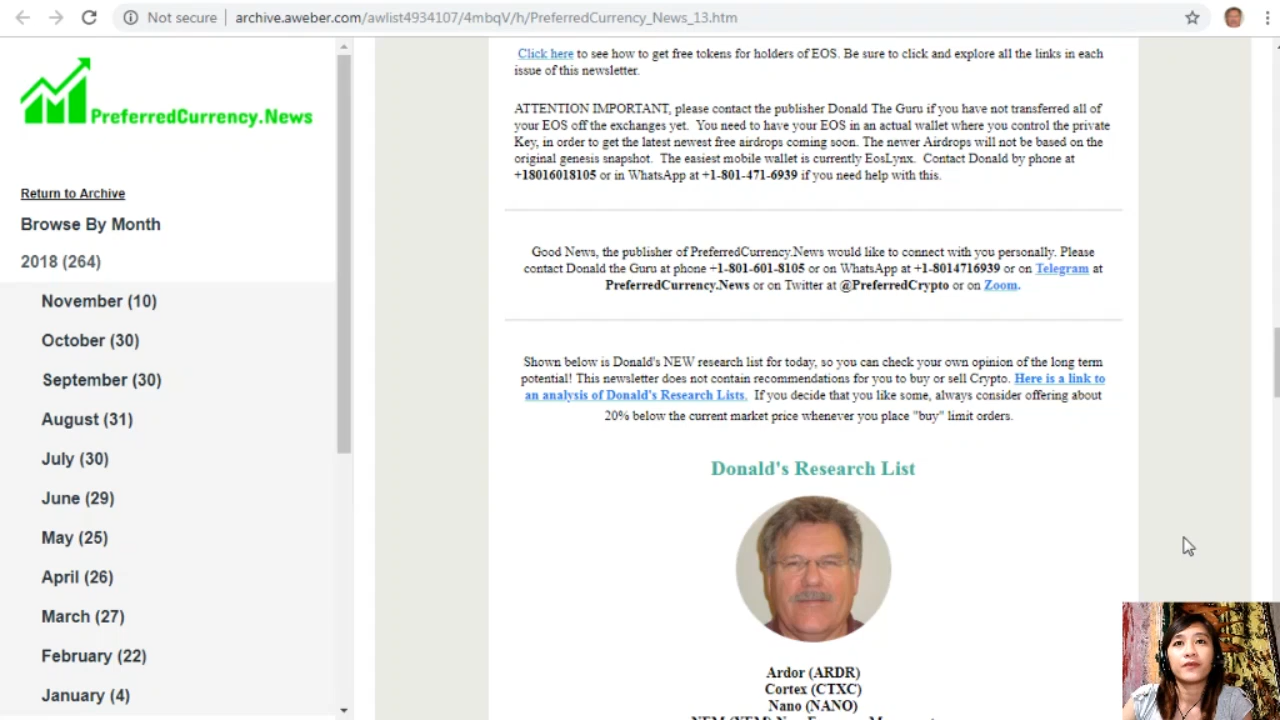 Not secure
archive.aweber.com/awlist4934107/4mbqV/h/PreferredCurrency_News_13.htm
PreferredCurrency.News
Return to Archive
Browse By Month
2018 (264)
November (10)
October (30)
September (30)
August (31)
July (30)
June (29)
May (25)
April (26)
March (27)
February (22)
January (4)
Click here to see how to get free tokens for holders of EOS. Be sure to click and explore all the links in each
issue of this newsletter.
ATTENTION IMPORTANT, please contact the publisher Donald The Guru if you have not transferred all of
your EOS off the exchanges yet. You need to have your EOS in an actual wallet where you control the private
Key, in order to get the latest newest free airdrops coming soon. The newer Airdrops will not be based on the
original genesis snapshot. The easiest mobile wallet is currently EosLynx. Contact Donald by phone at
+18016018105 or in WhatsApp at +1-801-471-6939 if you need help with this.
Good News, the publisher of PreferredCurrency.News would like to connect with you personally. Please
contact Donald the Guru at phone +1-801-601-8105 or on WhatsApp at +1-8014716939 or on Telegram at
PreferredCurrency.News or on Twitter at @PreferredCrypto or on Zoom.
Shown below is Donald's NEW research list for today, so you can check your own opinion of the long term
potential! This newsletter does not contain recommendations for you to buy or sell Crypto. Here is a link to
an analysis of Donald's Research Lists. If you decide that you like some, always consider offering about
20% below the current market price whenever you place "buy" limit orders.
Donald's Research List
Ardor (ARDR)
Cortex (CTXC)
Nano (NANO)